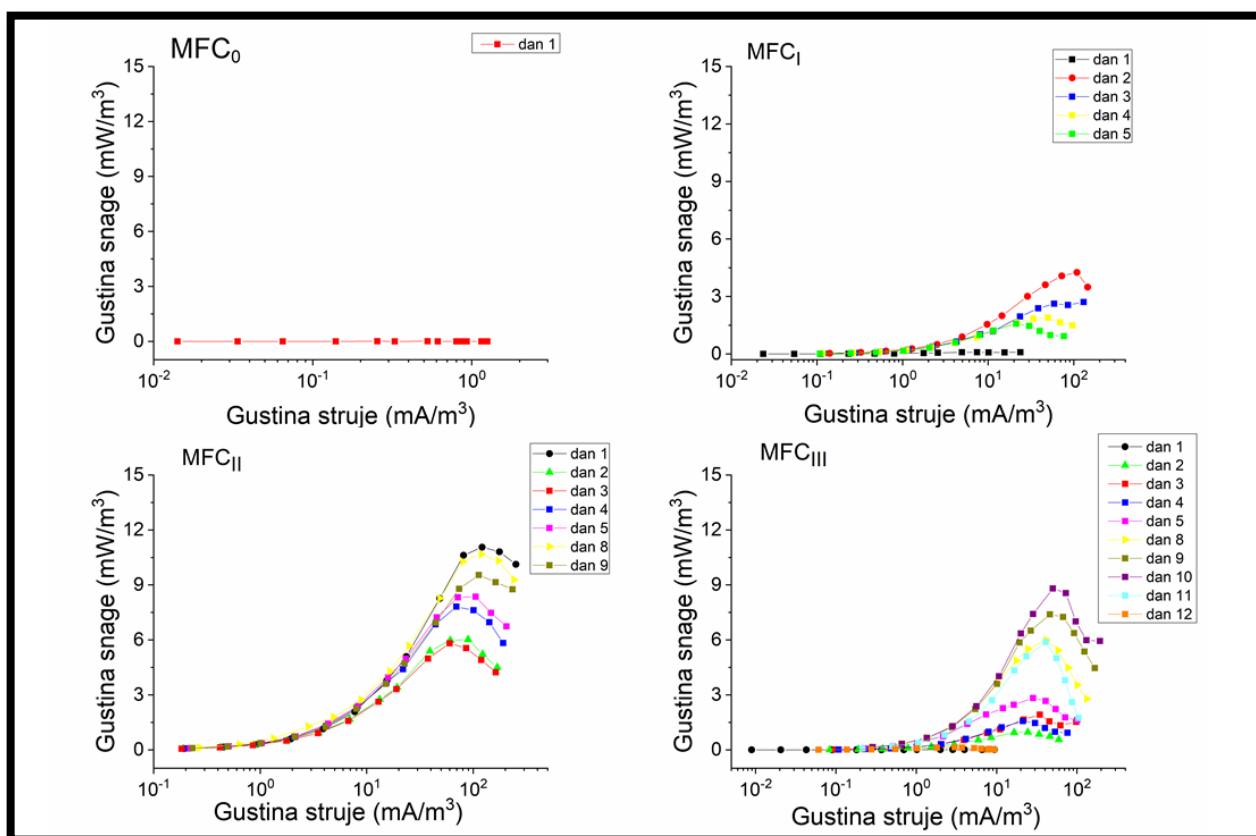 MFC₀
dan 1
15
12
9
6
3
0
Gustina snage (mW/m³)
10⁻²
10⁻¹
10⁰
Gustina struje (mA/m³)
MFC_I
dan 1
dan 2
dan 3
dan 4
dan 5
15
12
9
6
3
0
Gustina snage (mW/m³)
10⁻²
10⁻¹
10⁰
10¹
10²
Gustina struje (mA/m³)
MFC_II
dan 1
dan 2
dan 3
dan 4
dan 5
dan 8
dan 9
15
12
9
6
3
0
Gustina snage (mW/m³)
10⁻¹
10⁰
10¹
10²
Gustina struje (mA/m³)
MFC_III
dan 1
dan 2
dan 3
dan 4
dan 5
dan 8
dan 9
dan 10
dan 11
dan 12
15
12
9
6
3
0
Gustina snage (mW/m³)
10⁻²
10⁻¹
10⁰
10¹
10²
Gustina struje (mA/m³)